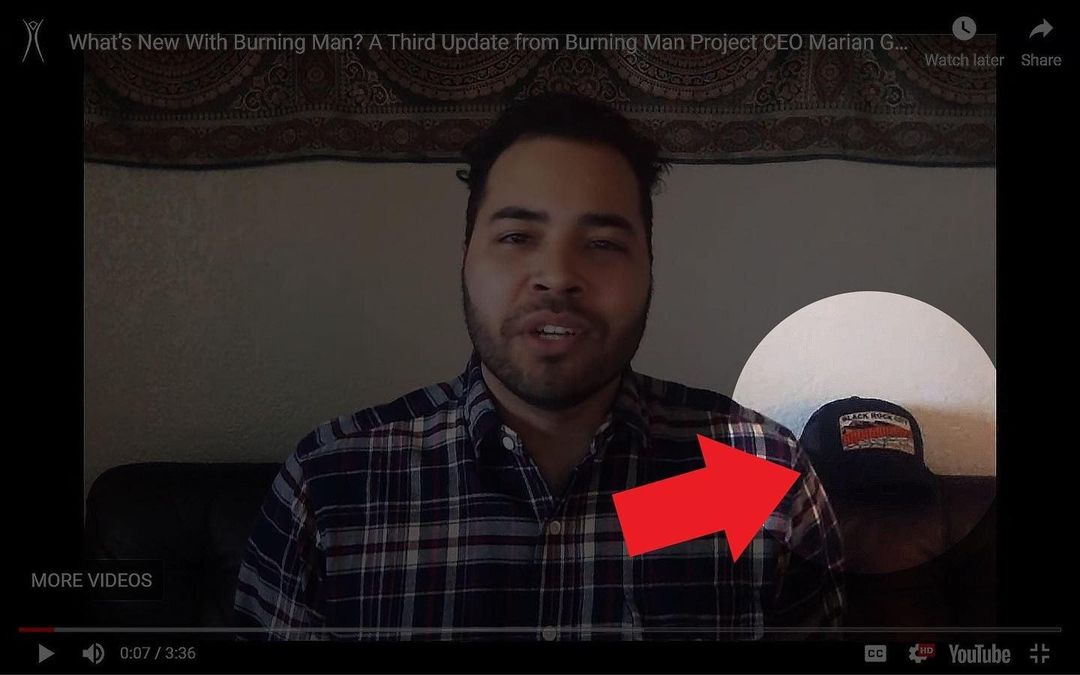 What's New With Burning Man? A Third Update from Burning Man Project CEO Marian G...
Watch later
Share
BLACK ROCK CITY
MORE VIDEOS
0:07 / 3:36
CC
HD
YouTube